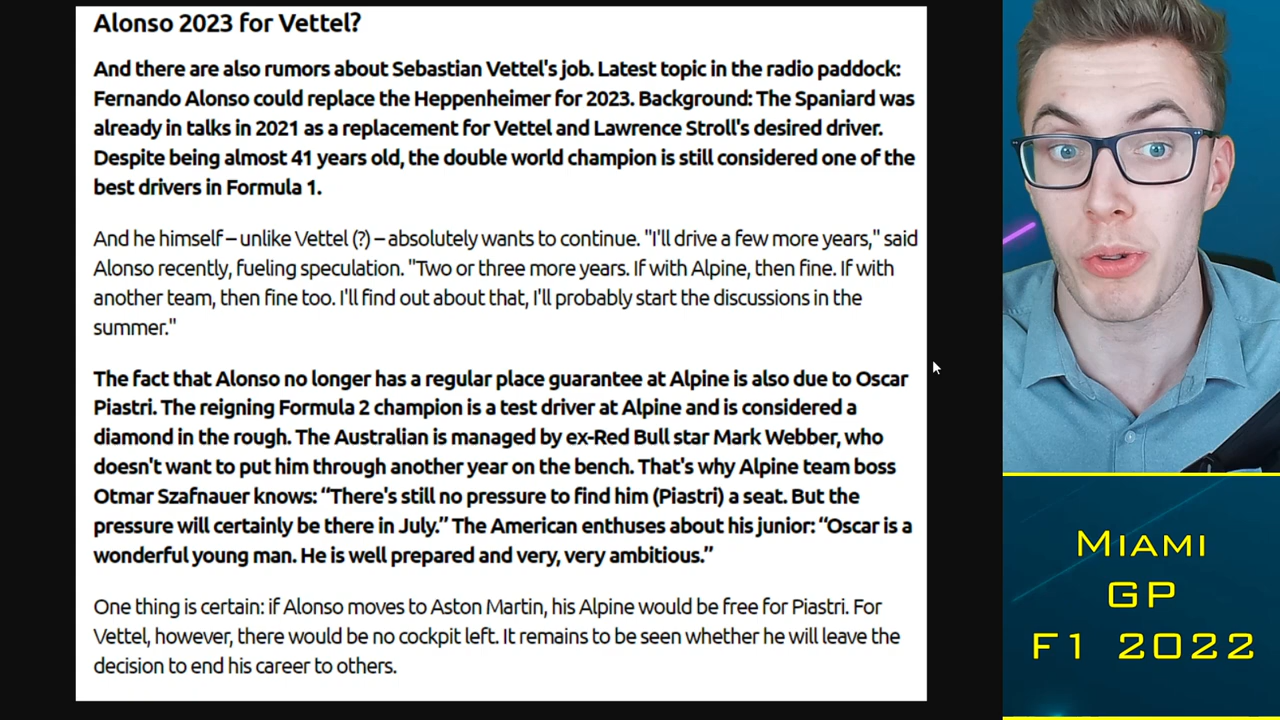 Alonso 2023 for Vettel?
And there are also rumors about Sebastian Vettel's job. Latest topic in the radio paddock:
Fernando Alonso could replace the Heppenheimer for 2023. Background: The Spaniard was
already in talks in 2021 as a replacement for Vettel and Lawrence Stroll's desired driver.
Despite being almost 41 years old, the double world champion is still considered one of the
best drivers in Formula 1.
And he himself – unlike Vettel (?) – absolutely wants to continue. "I'll drive a few more years," said
Alonso recently, fueling speculation. "Two or three more years. If with Alpine, then fine. If with
another team, then fine too. I'll find out about that, I'll probably start the discussions in the
summer."
The fact that Alonso no longer has a regular place guarantee at Alpine is also due to Oscar
Piastri. The reigning Formula 2 champion is a test driver at Alpine and is considered a
diamond in the rough. The Australian is managed by ex-Red Bull star Mark Webber, who
doesn't want to put him through another year on the bench. That's why Alpine team boss
Otmar Szafnauer knows: “There's still no pressure to find him (Piastri) a seat. But the
pressure will certainly be there in July.” The American enthuses about his junior: “Oscar is a
wonderful young man. He is well prepared and very, very ambitious.”
One thing is certain: if Alonso moves to Aston Martin, his Alpine would be free for Piastri. For
Vettel, however, there would be no cockpit left. It remains to be seen whether he will leave the
decision to end his career to others.
Miami
GP
F1 2022